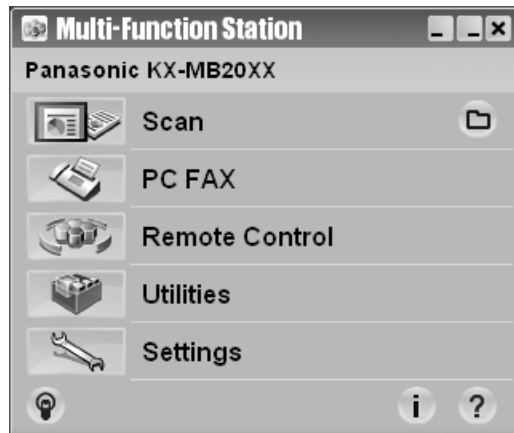 Multi-Function Station
Panasonic KX-MB20XX
Scan
PC FAX
Remote Control
Utilities
Settings
i ?